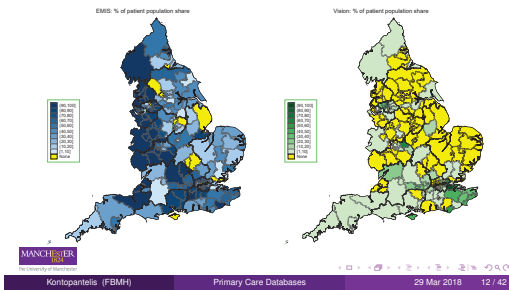 EMIS: % of patient population share
Vision: % of patient population share
(90,100]
(80,90]
(70,80]
(60,70]
(50,60]
(40,50]
(30,40]
(20,30]
(10,20]
[1,10]
None
(90,100]
(80,90]
(70,80]
(60,70]
(50,60]
(40,50]
(30,40]
(20,30]
(10,20]
[1,10]
None
MANCHESTER
1824
The University of Manchester
Kontopantelis (FBMH)
Primary Care Databases
29 Mar 2018
12 / 42